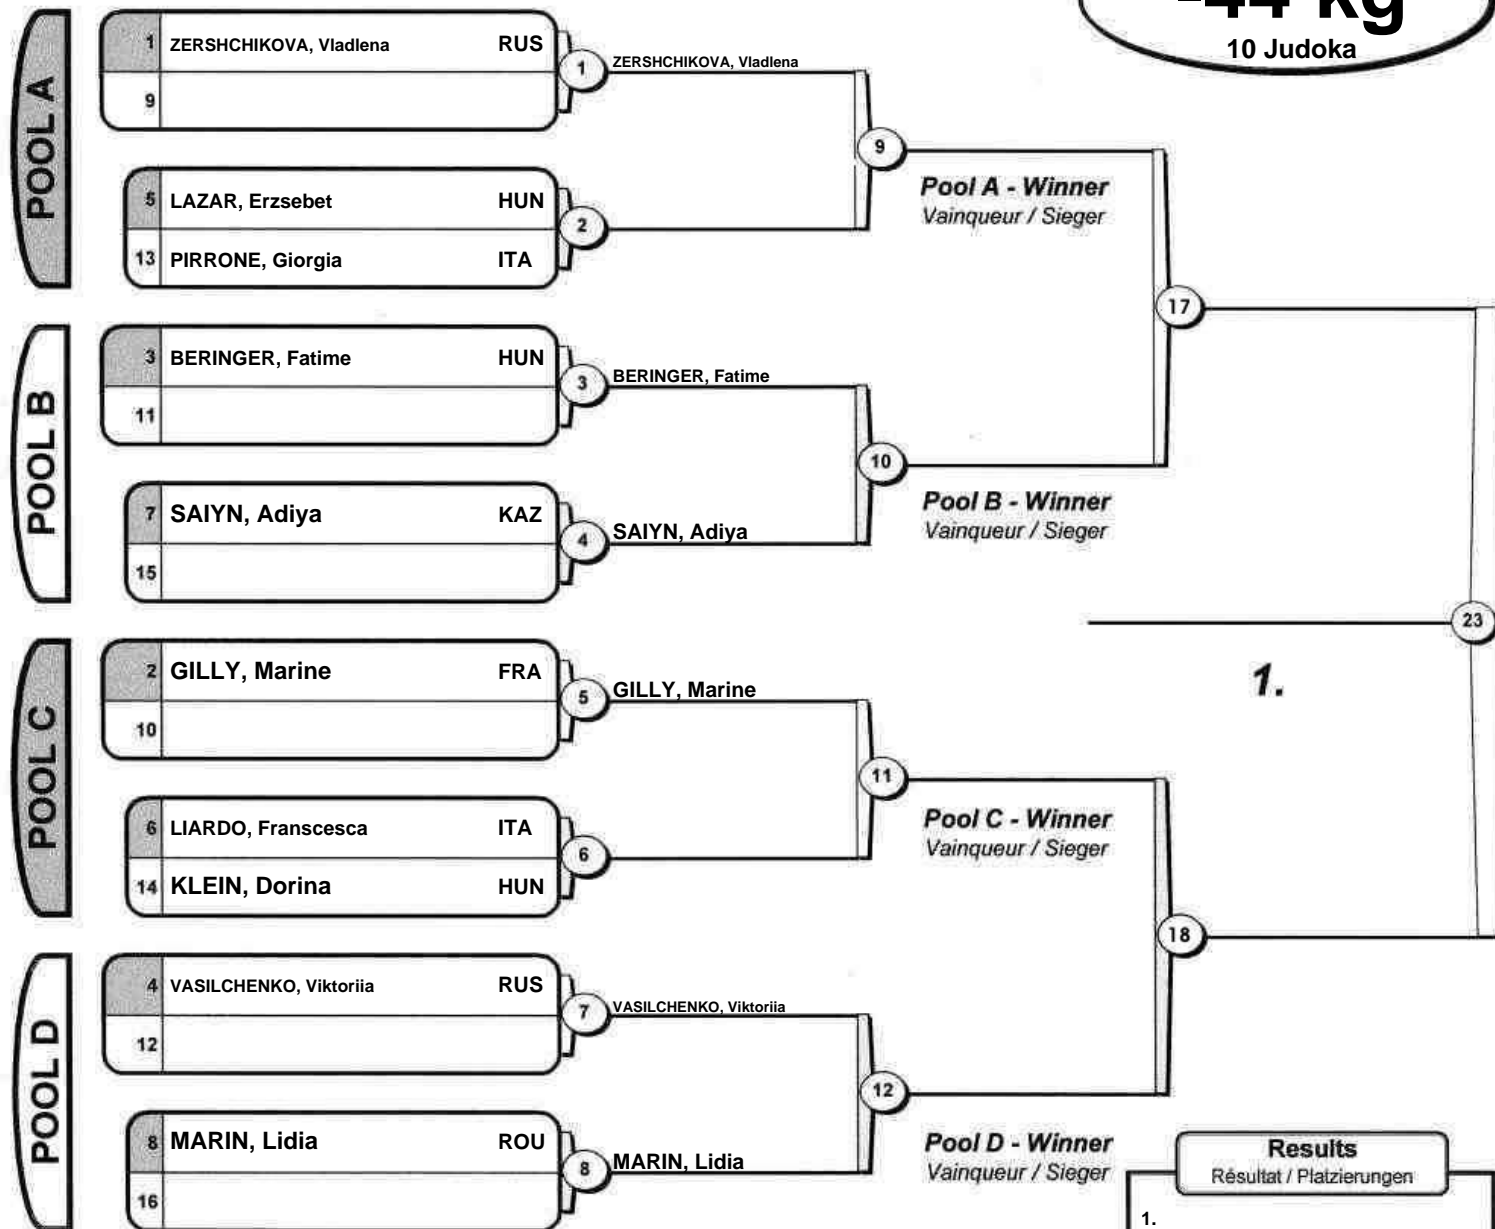 -44 kg
10 Judoka
POOL A
1 ZERSHCHIKOVA, Vladlena RUS
9
1 ZERSHCHIKOVA, Vladlena
5 LAZAR, Erzsebet HUN
13 PIRRONE, Giorgia ITA
2
9
Pool A - Winner
Vainqueur / Sieger
POOL B
3 BERINGER, Fatime HUN
11
3 BERINGER, Fatime
7 SAIYN, Adiya KAZ
15
4 SAIYN, Adiya
10
Pool B - Winner
Vainqueur / Sieger
17
23
1.
POOL C
2 GILLY, Marine FRA
10
5 GILLY, Marine
6 LIARDO, Franscesca ITA
14 KLEIN, Dorina HUN
6
11
Pool C - Winner
Vainqueur / Sieger
18
POOL D
4 VASILCHENKO, Viktoriia RUS
12
7 VASILCHENKO, Viktoriia
8 MARIN, Lidia ROU
16
8 MARIN, Lidia
12
Pool D - Winner
Vainqueur / Sieger
Results
Résultat / Platzierungen
1.